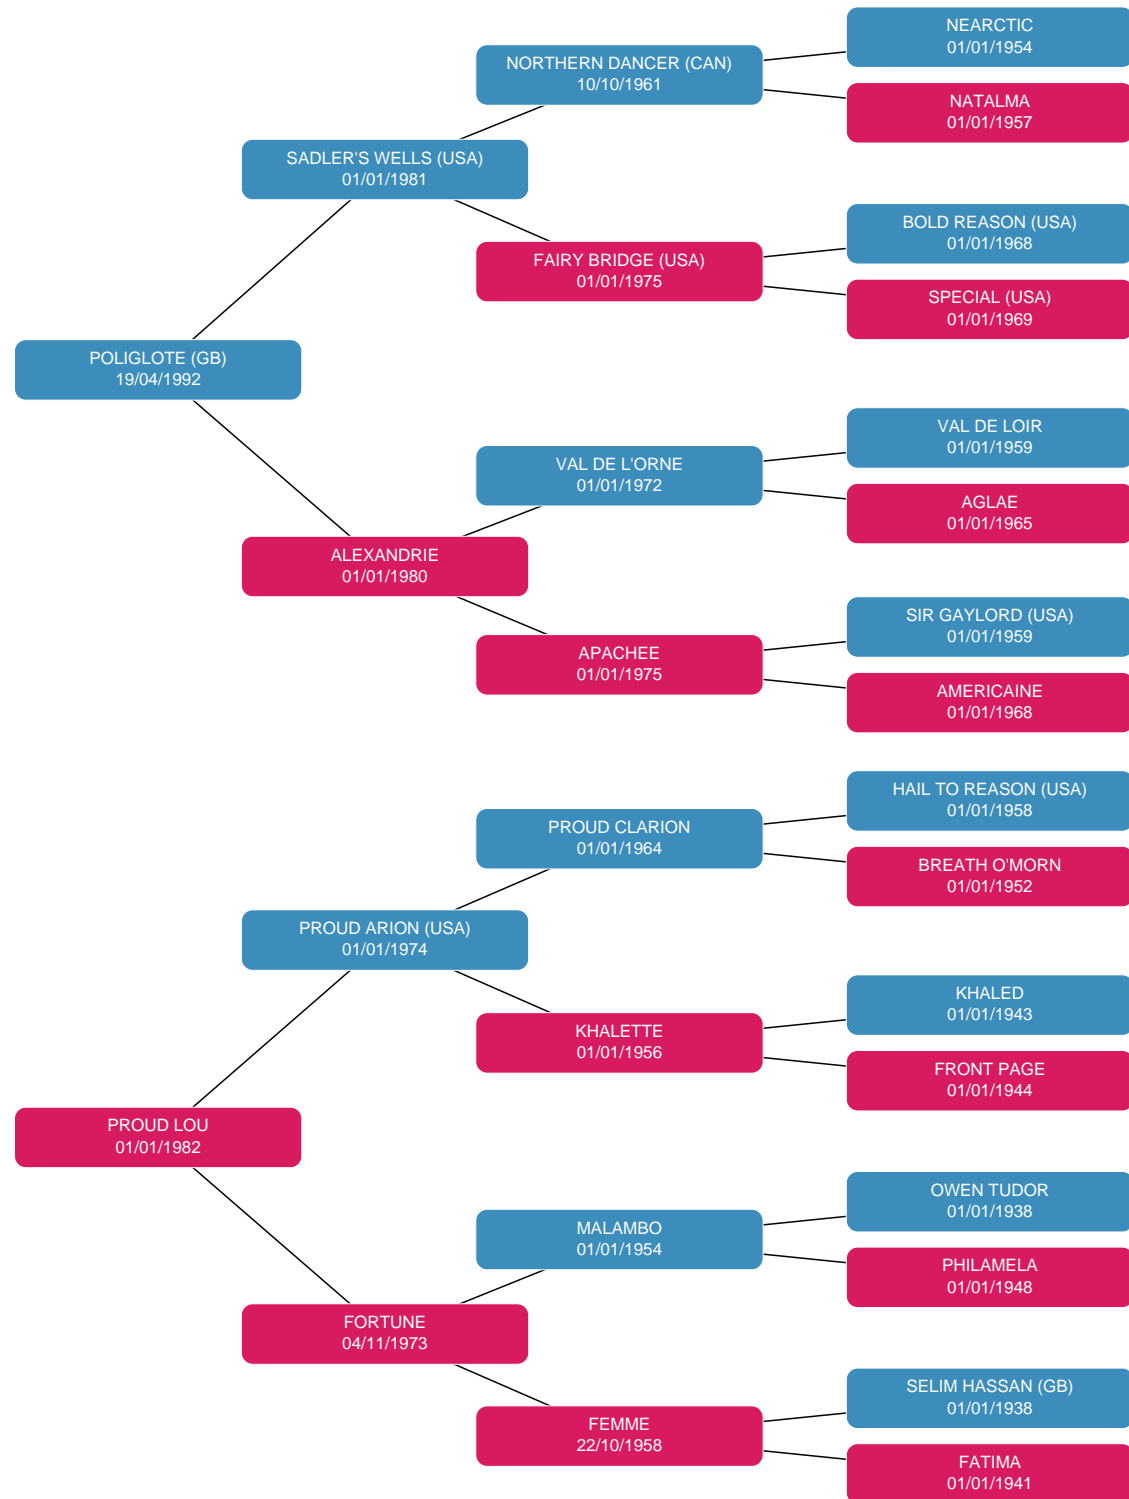 NEARCTIC
01/01/1954
NORTHERN DANCER (CAN)
10/10/1961
NATALMA
01/01/1957
SADLER'S WELLS (USA)
01/01/1981
BOLD REASON (USA)
01/01/1968
FAIRY BRIDGE (USA)
01/01/1975
SPECIAL (USA)
01/01/1969
POLIGLOTE (GB)
19/04/1992
VAL DE LOIR
01/01/1959
VAL DE L'ORNE
01/01/1972
AGLAE
01/01/1965
ALEXANDRIE
01/01/1980
SIR GAYLORD (USA)
01/01/1959
APACHEE
01/01/1975
AMERICAINE
01/01/1968
HAIL TO REASON (USA)
01/01/1958
PROUD CLARION
01/01/1964
BREATH O'MORN
01/01/1952
PROUD ARION (USA)
01/01/1974
KHALED
01/01/1943
KHALETTE
01/01/1956
FRONT PAGE
01/01/1944
PROUD LOU
01/01/1982
OWEN TUDOR
01/01/1938
MALAMBO
01/01/1954
PHILAMELA
01/01/1948
FORTUNE
04/11/1973
SELIM HASSAN (GB)
01/01/1938
FEMME
22/10/1958
FATIMA
01/01/1941